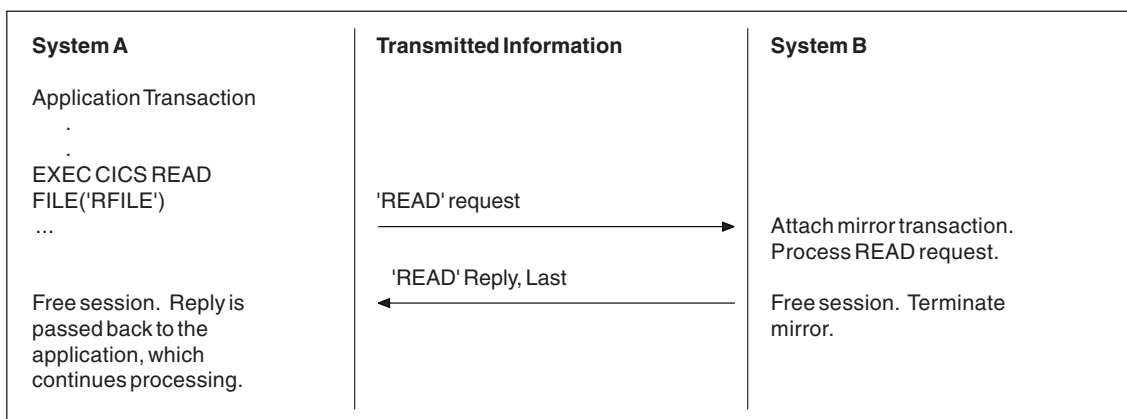 System A
Transmitted Information
System B
Application Transaction
.
.
EXEC CICS READ
FILE('RFILE')
...
'READ' request
Attach mirror transaction.
Process READ request.
'READ' Reply, Last
Free session. Reply is
passed back to the
application, which
continues processing.
Free session. Terminate
mirror.